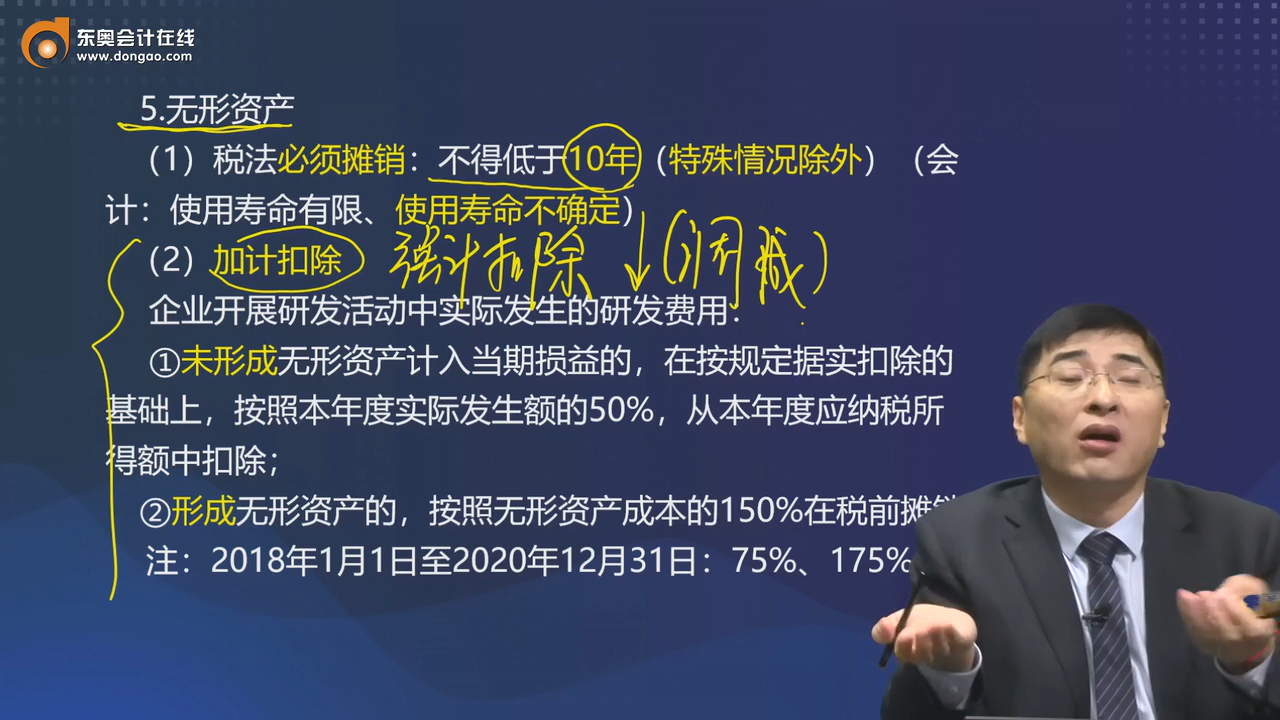 东奥会计在线
www.dongao.com
5.无形资产
（1）税法必须摊销：不得低于10年（特殊情况除外）（会
计：使用寿命有限、使用寿命不确定）
（2）加计扣除 强计扣除 ↓（调减）
企业开展研发活动中实际发生的研发费用：
①未形成无形资产计入当期损益的，在按规定据实扣除的
基础上，按照本年度实际发生额的50%，从本年度应纳税所
得额中扣除；
②形成无形资产的，按照无形资产成本的150%在税前摊
注：2018年1月1日至2020年12月31日：75%、175%